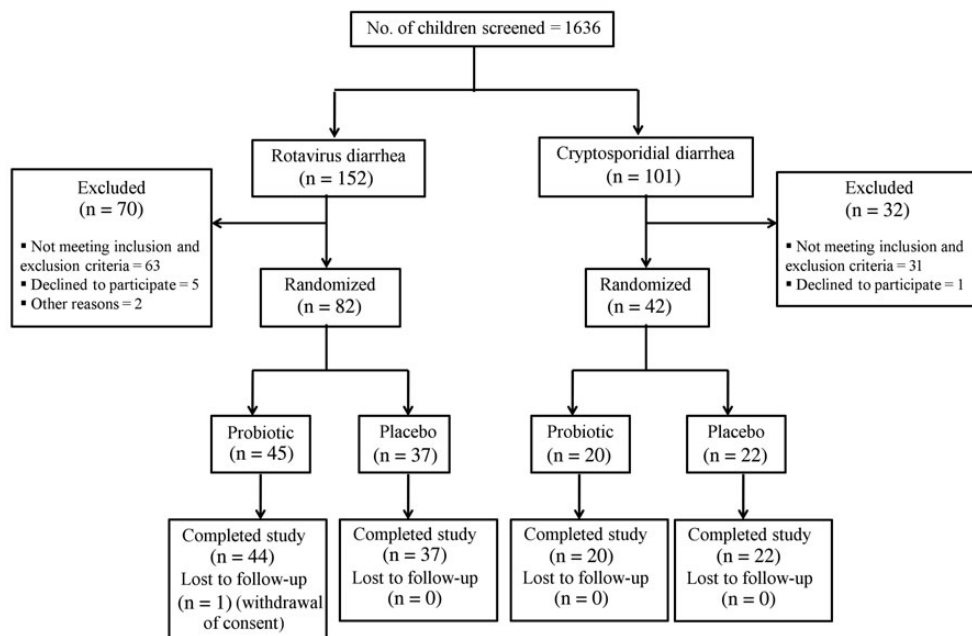 No. of children screened = 1636
Rotavirus diarrhea
(n = 152)
Cryptosporidial diarrhea
(n = 101)
Excluded
(n = 70)
▪ Not meeting inclusion and
exclusion criteria = 63
▪ Declined to participate = 5
▪ Other reasons = 2
Excluded
(n = 32)
▪ Not meeting inclusion and
exclusion criteria = 31
▪ Declined to participate = 1
Randomized
(n = 82)
Randomized
(n = 42)
Probiotic
(n = 45)
Placebo
(n = 37)
Probiotic
(n = 20)
Placebo
(n = 22)
Completed study
(n = 44)
Lost to follow-up
(n = 1) (withdrawal
of consent)
Completed study
(n = 37)
Lost to follow-up
(n = 0)
Completed study
(n = 20)
Lost to follow-up
(n = 0)
Completed study
(n = 22)
Lost to follow-up
(n = 0)